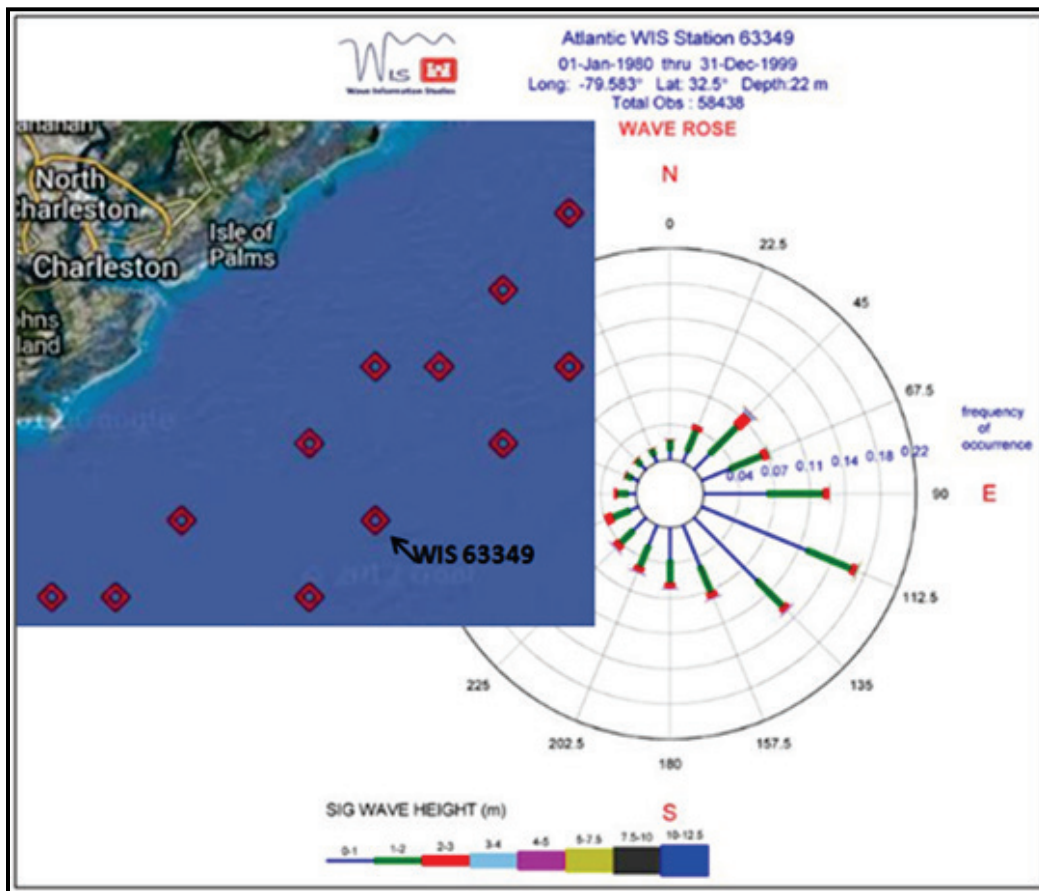 WIS
Wave Information Studies
Atlantic WIS Station 63349
01-Jan-1980 thru 31-Dec-1999
Long: -79.583° Lat: 32.5° Depth:22 m
Total Obs : 58438
WAVE ROSE
N
0
22.5
45
67.5
90
E
112.5
135
157.5
180
S
202.5
225
frequency
of
occurrence
0.04 0.07 0.11 0.14 0.18 0.22
North
Charleston
Isle of
Palms
Charleston
WIS 63349
SIG WAVE HEIGHT (m)
0-1 1-2 2-3 3-4 4-5 5-7.5 7.5-10 10-12.5